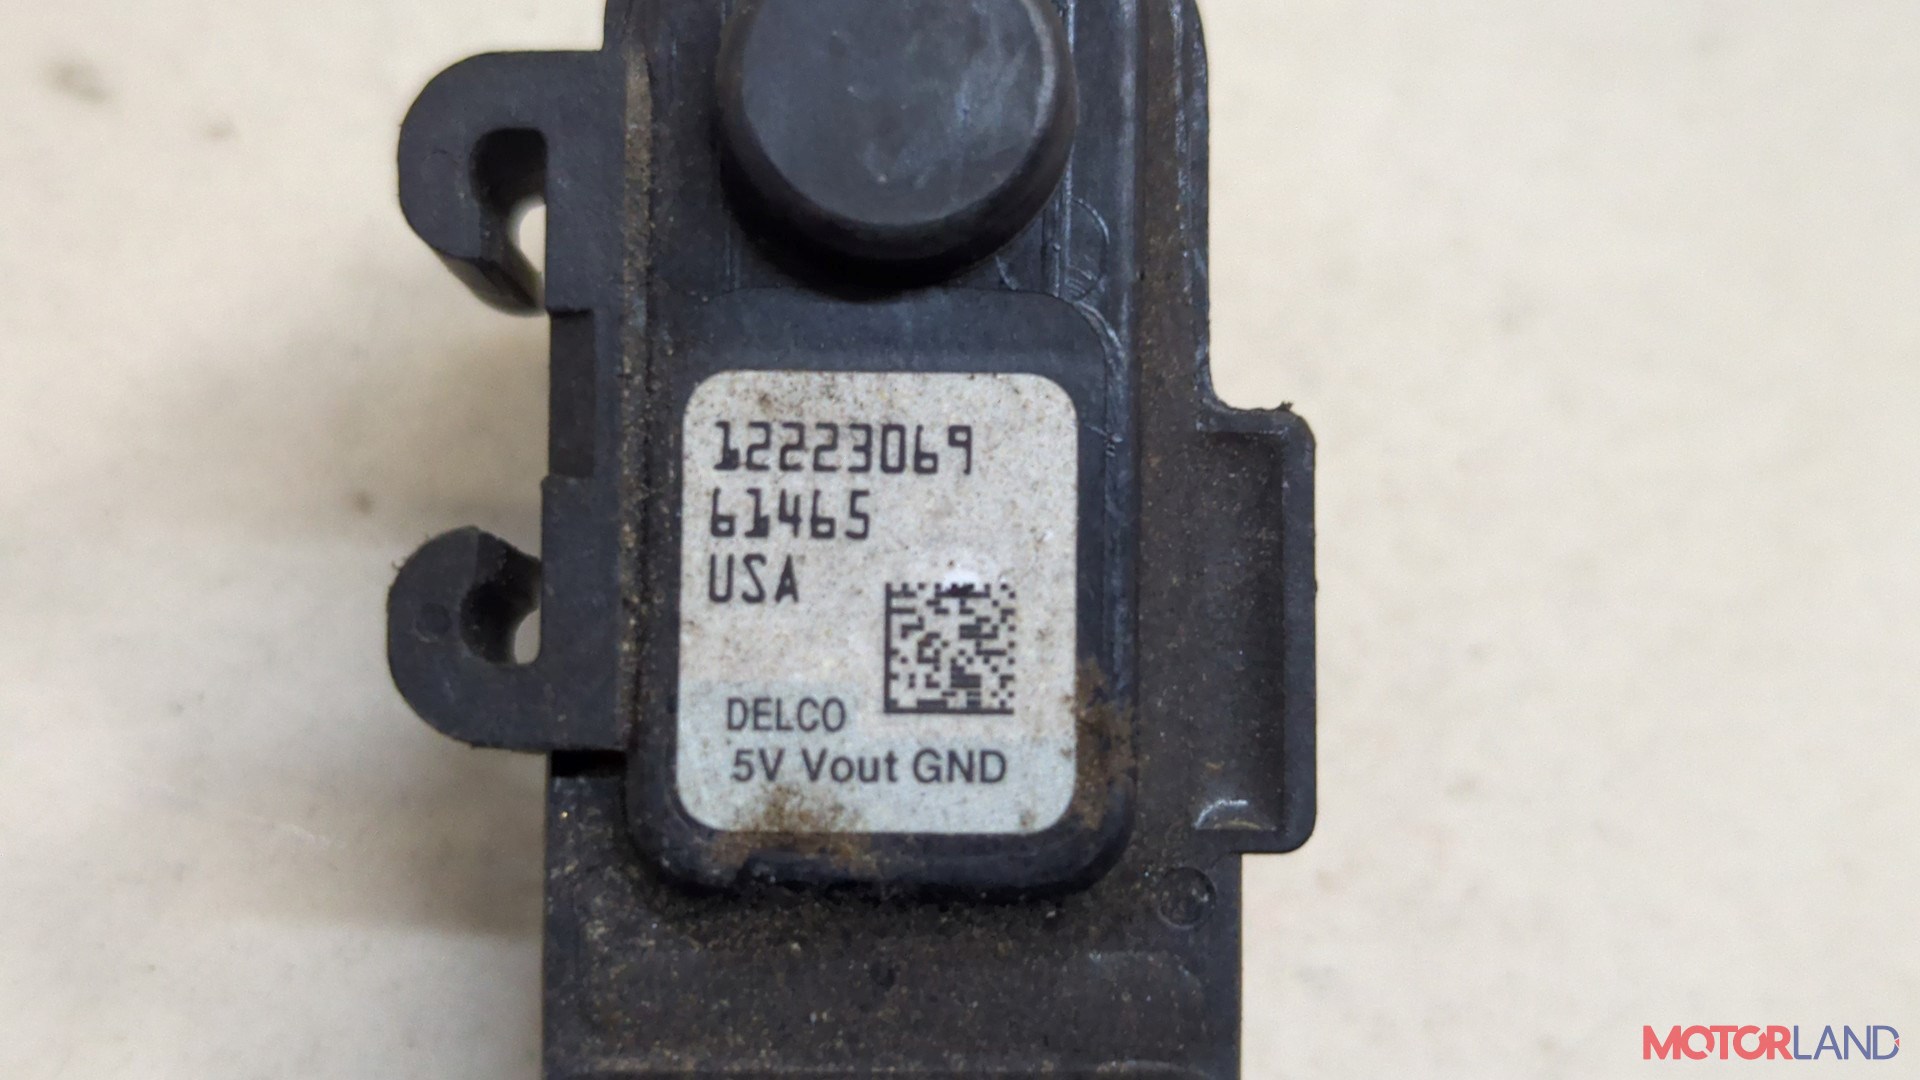 12223069
61465
USA
DELCO
5V Vout GND
MOTORLAND